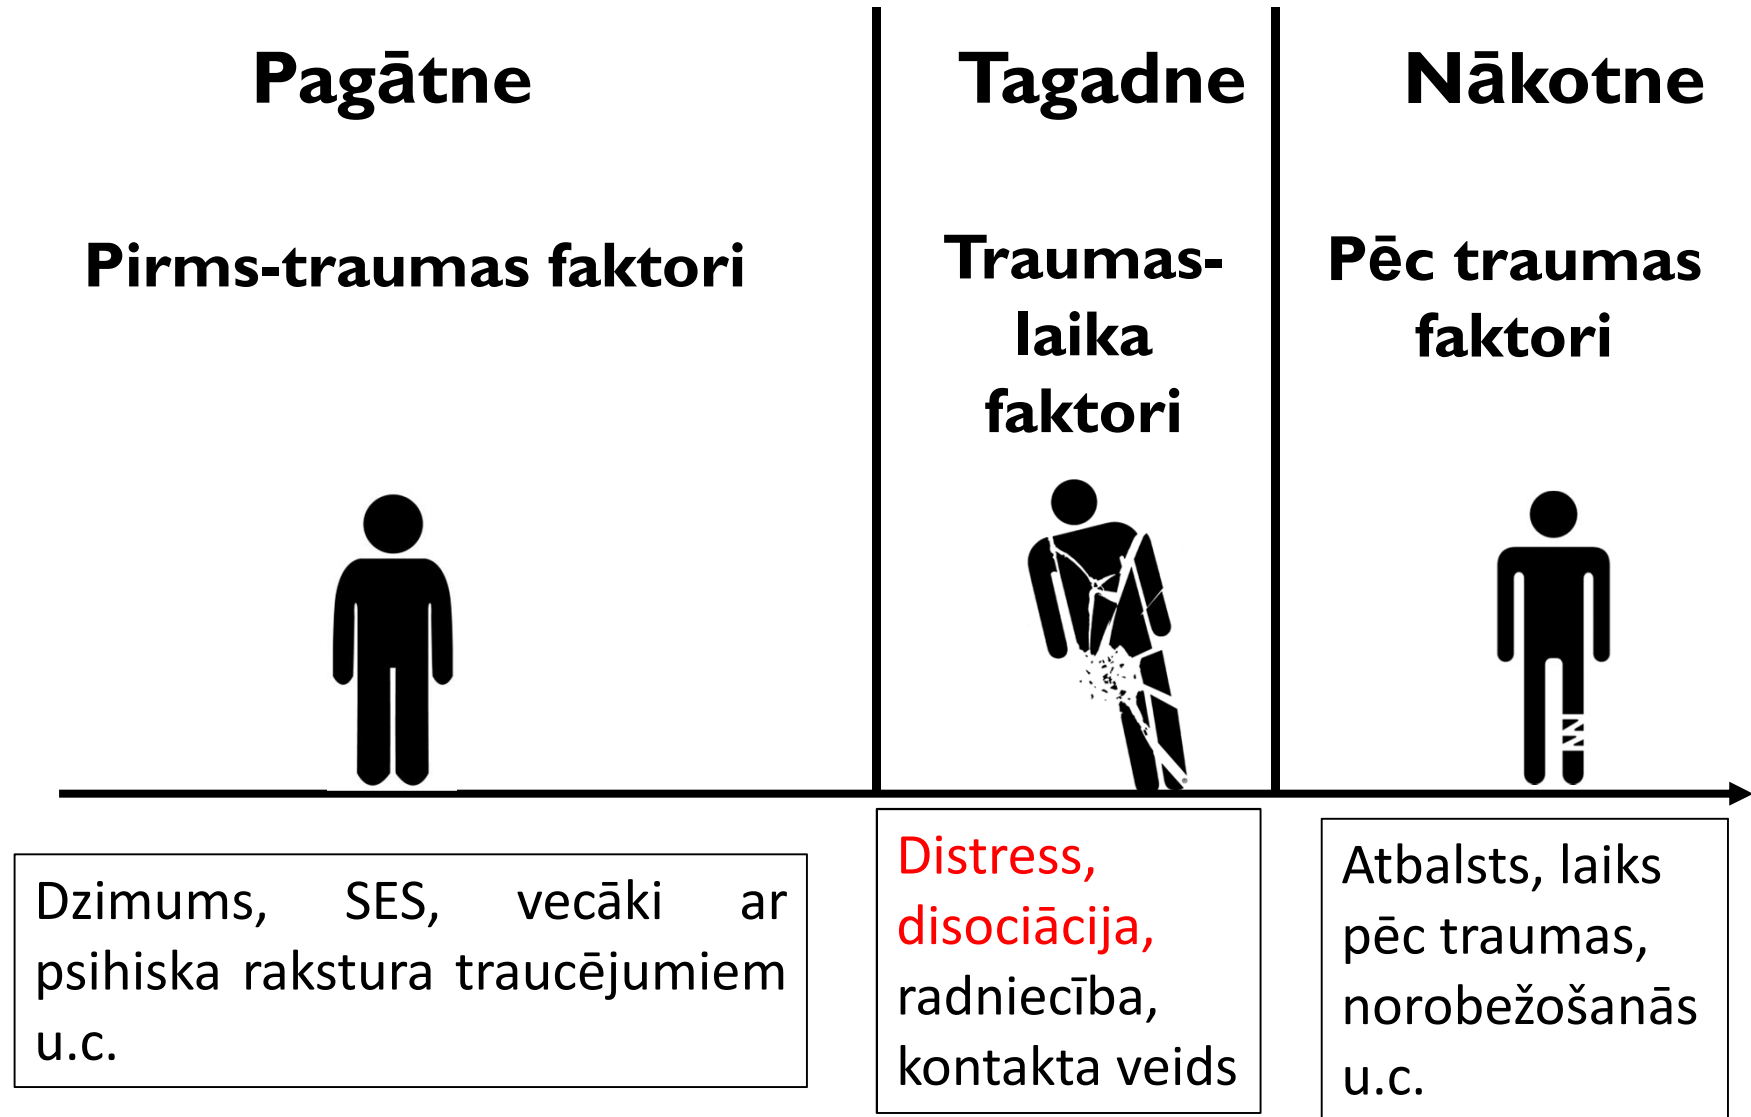 Pagātne
Pirms-traumas faktori
Dzimums, SES, vecāki ar
psihiska rakstura traucējumiem
u.c.
Tagadne
Traumas-
laika
faktori
Distress,
disociācija,
radniecība,
kontakta veids
Nākotne
Pēc traumas
faktori
Atbalsts, laiks
pēc traumas,
norobežošanās
u.c.